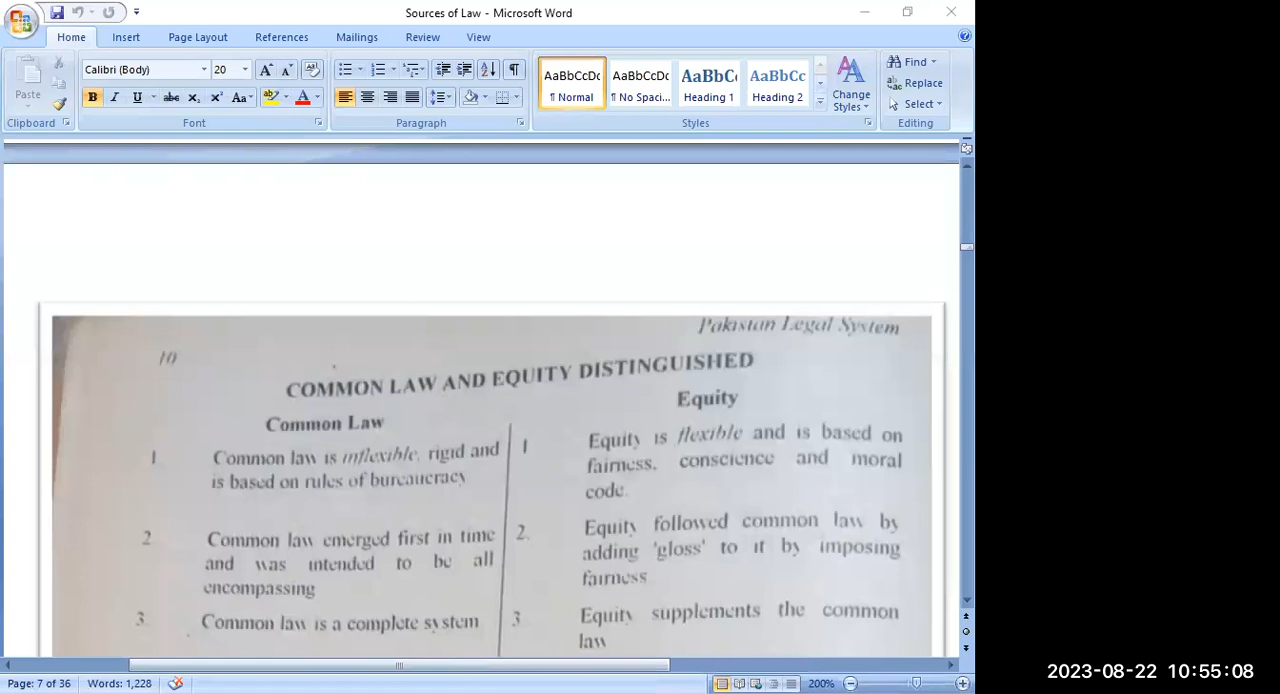 Sources of Law - Microsoft Word
Home Insert Page Layout References Mailings Review View
Paste
Calibri (Body) 20
AaBbCcDc AaBbCcDc AaBbC AaBbCc
¶ Normal ¶ No Spaci... Heading 1 Heading 2
Change
Styles
Find
Replace
Select
Clipboard Font Paragraph Styles Editing
Pakistan Legal System
10
COMMON LAW AND EQUITY DISTINGUISHED
Common Law
Equity
1 Common law is inflexible, rigid and
is based on rules of bureaucracy
1 Equity is flexible and is based on
fairness, conscience and moral
code.
2 Common law emerged first in time
and was intended to be all
encompassing
2. Equity followed common law by
adding 'gloss' to it by imposing
fairness
3 Common law is a complete system
3 Equity supplements the common
law
Page: 7 of 36 Words: 1,228 200%
2023-08-22 10:55:08